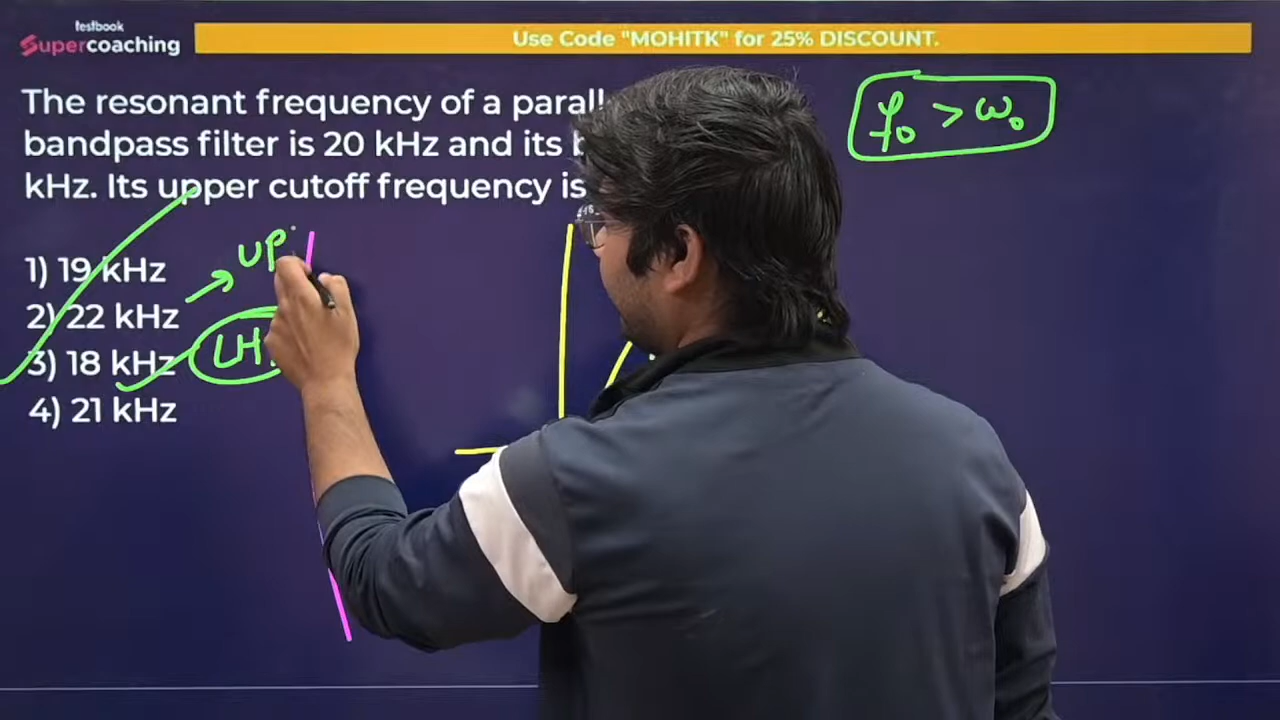 testbook
Supercoaching
Use Code "MOHITK" for 25% DISCOUNT.
The resonant frequency of a
bandpass filter is 20 kHz and its
kHz. Its upper cutoff frequency is
1) 19 kHz
2) 22 kHz
3) 18 kHz
4) 21 kHz
UP
LH
> ω₀